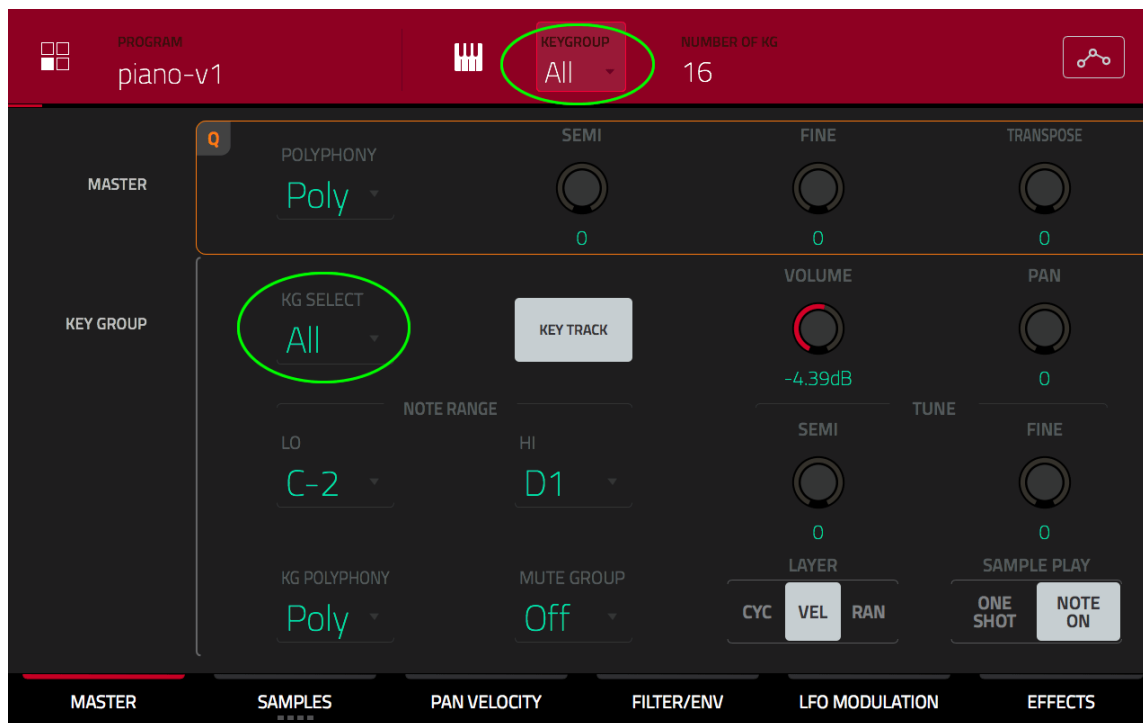 PROGRAM
piano-v1
KEYGROUP
All
NUMBER OF KG
16
MASTER
Q
POLYPHONY
Poly
SEMI
0
FINE
0
TRANSPOSE
0
KEY GROUP
KG SELECT
All
KEY TRACK
VOLUME
-4.39dB
PAN
0
NOTE RANGE
LO
C-2
HI
D1
TUNE
SEMI
0
FINE
0
KG POLYPHONY
Poly
MUTE GROUP
Off
LAYER
CYC VEL RAN
SAMPLE PLAY
ONE SHOT
NOTE ON
MASTER SAMPLES PAN VELOCITY FILTER/ENV LFO MODULATION EFFECTS